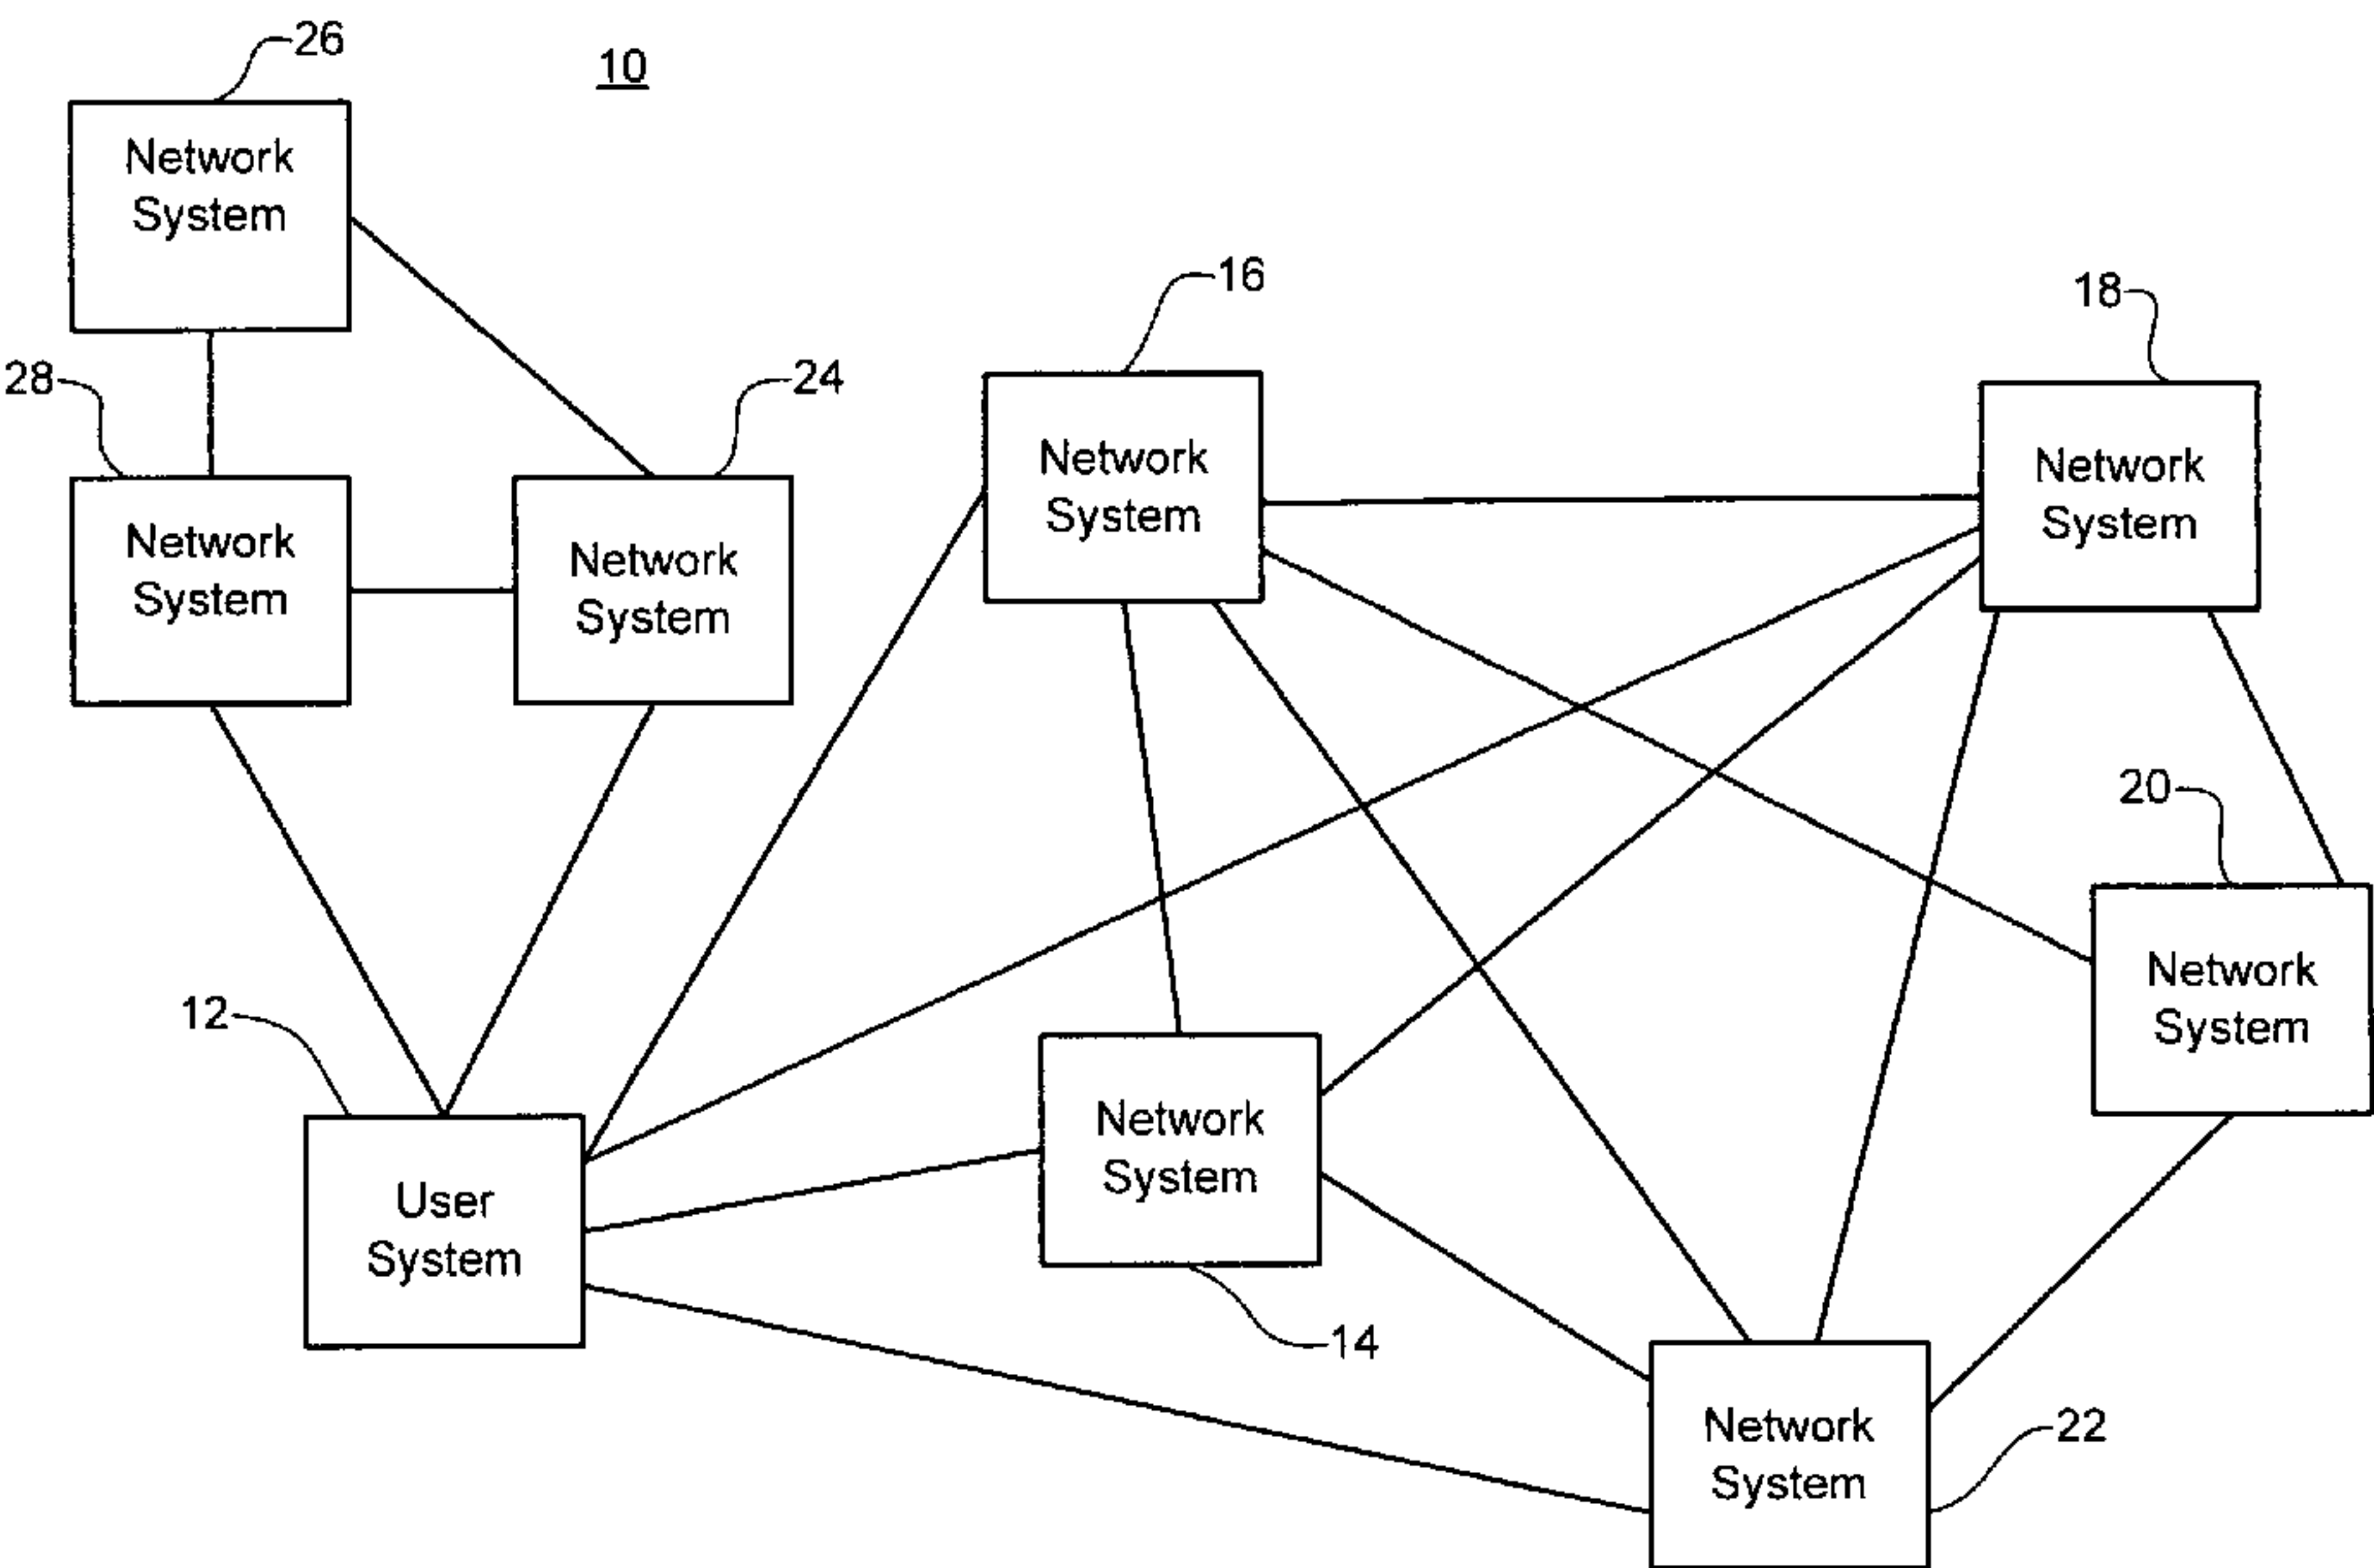 26
10
Network
System
16
18
28
24
Network
System
Network
System
Network
System
Network
System
20
Network
System
12
Network
System
User
System
14
Network
System
22